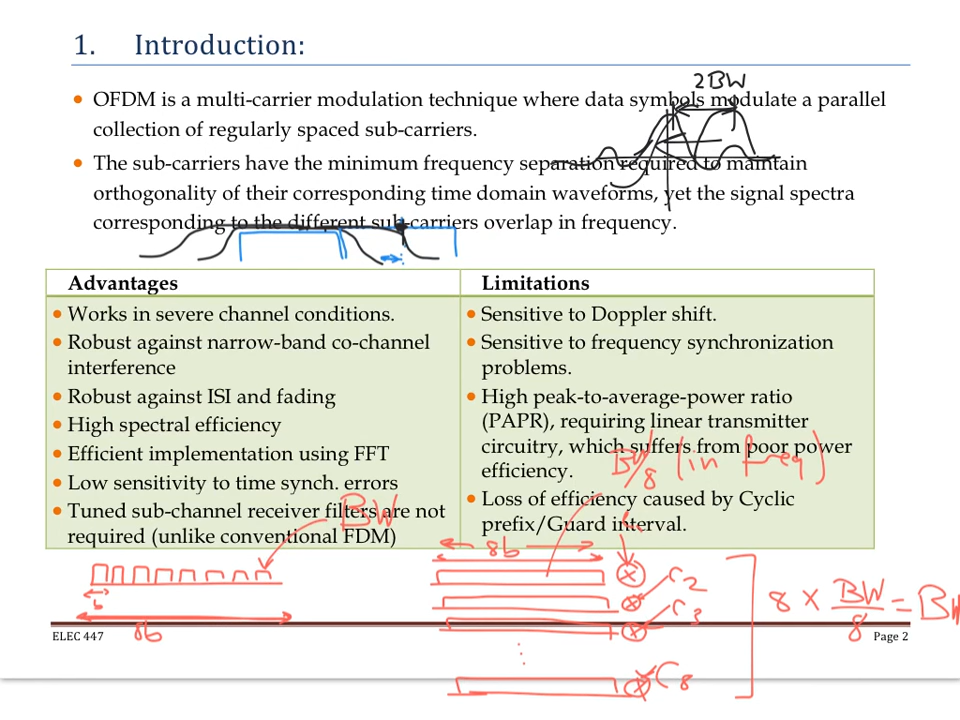 1. Introduction:
2BW
• OFDM is a multi-carrier modulation technique where data symbols modulate a parallel
collection of regularly spaced sub-carriers.
• The sub-carriers have the minimum frequency separation required to maintain
orthogonality of their corresponding time domain waveforms, yet the signal spectra
corresponding to the different sub-carriers overlap in frequency.
Advantages
• Works in severe channel conditions.
• Robust against narrow-band co-channel
interference
• Robust against ISI and fading
• High spectral efficiency
• Efficient implementation using FFT
• Low sensitivity to time synch. errors
• Tuned sub-channel receiver filters are not
required (unlike conventional FDM)
Limitations
• Sensitive to Doppler shift.
• Sensitive to frequency synchronization
problems.
• High peak-to-average-power ratio
(PAPR), requiring linear transmitter
circuitry, which suffers from poor power
efficiency.
• Loss of efficiency caused by Cyclic
prefix/Guard interval.
BW/8 (in freq)
BW
b
8b
8b
C2
C3
C8
8 × BW/8 = BW
ELEC 447
Page 2